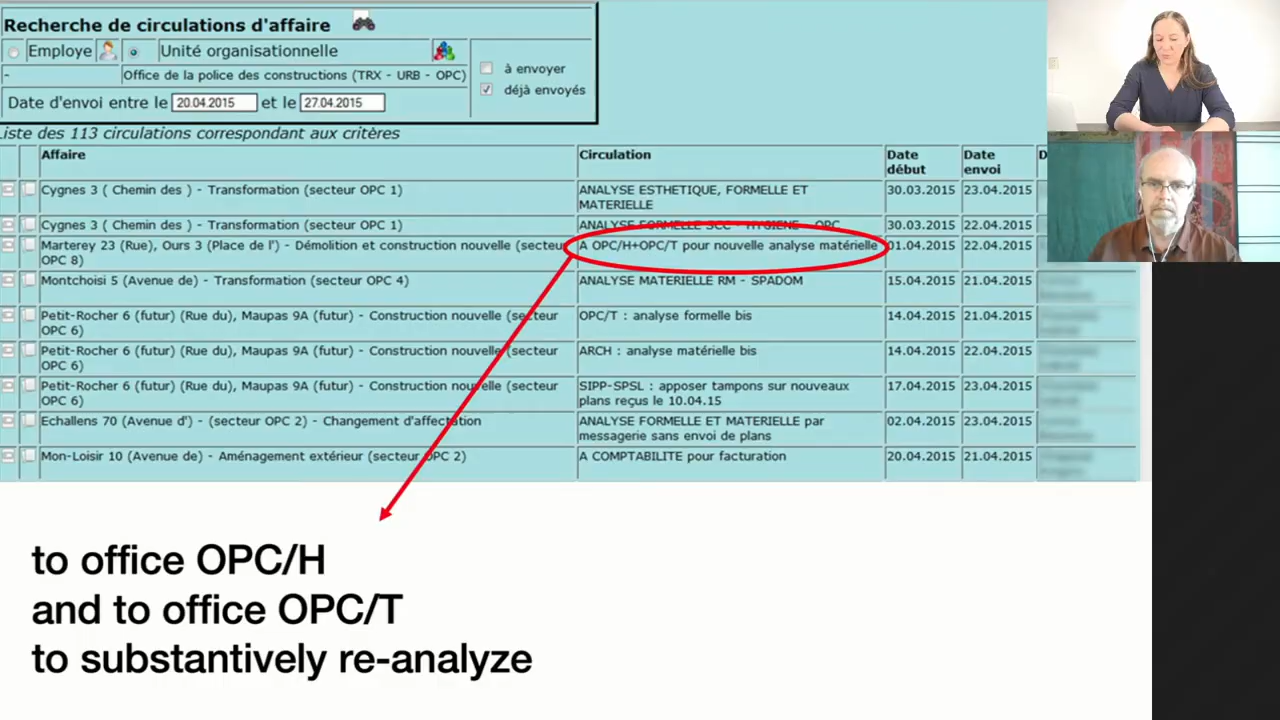 Recherche de circulations d'affaire
Employe Unité organisationnelle
- Office de la police des constructions (TRX - URB - OPC)
à envoyer
déjà envoyés
Date d'envoi entre le 20.04.2015 et le 27.04.2015
Liste des 113 circulations correspondant aux critères
Affaire Circulation Date début Date envoi D
Cygnes 3 ( Chemin des ) - Transformation (secteur OPC 1) ANALYSE ESTHETIQUE, FORMELLE ET 30.03.2015 23.04.2015
MATERIELLE
Cygnes 3 ( Chemin des ) - Transformation (secteur OPC 1) ANALYSE FORMELLE SCC - HYGIENE - OPC 30.03.2015 22.04.2015
Marterey 23 (Rue), Ours 3 (Place de l') - Démolition et construction nouvelle (secteur A OPC/H+OPC/T pour nouvelle analyse matérielle 01.04.2015 22.04.2015
OPC 8)
Montchoisi 5 (Avenue de) - Transformation (secteur OPC 4) ANALYSE MATERIELLE RM - SPADOM 15.04.2015 21.04.2015
Petit-Rocher 6 (futur) (Rue du), Maupas 9A (futur) - Construction nouvelle (secteur OPC/T : analyse formelle bis 14.04.2015 21.04.2015
OPC 6)
Petit-Rocher 6 (futur) (Rue du), Maupas 9A (futur) - Construction nouvelle (secteur ARCH : analyse matérielle bis 14.04.2015 22.04.2015
OPC 6)
Petit-Rocher 6 (futur) (Rue du), Maupas 9A (futur) - Construction nouvelle (secteur SIPP-SPSL : apposer tampons sur nouveaux 17.04.2015 23.04.2015
OPC 6) plans reçus le 10.04.15
Echallens 70 (Avenue d') - (secteur OPC 2) - Changement d'affectation ANALYSE FORMELLE ET MATERIELLE par 02.04.2015 23.04.2015
messagerie sans envoi de plans
Mon-Loisir 10 (Avenue de) - Aménagement extérieur (secteur OPC 2) A COMPTABILITE pour facturation 20.04.2015 21.04.2015
to office OPC/H
and to office OPC/T
to substantively re-analyze